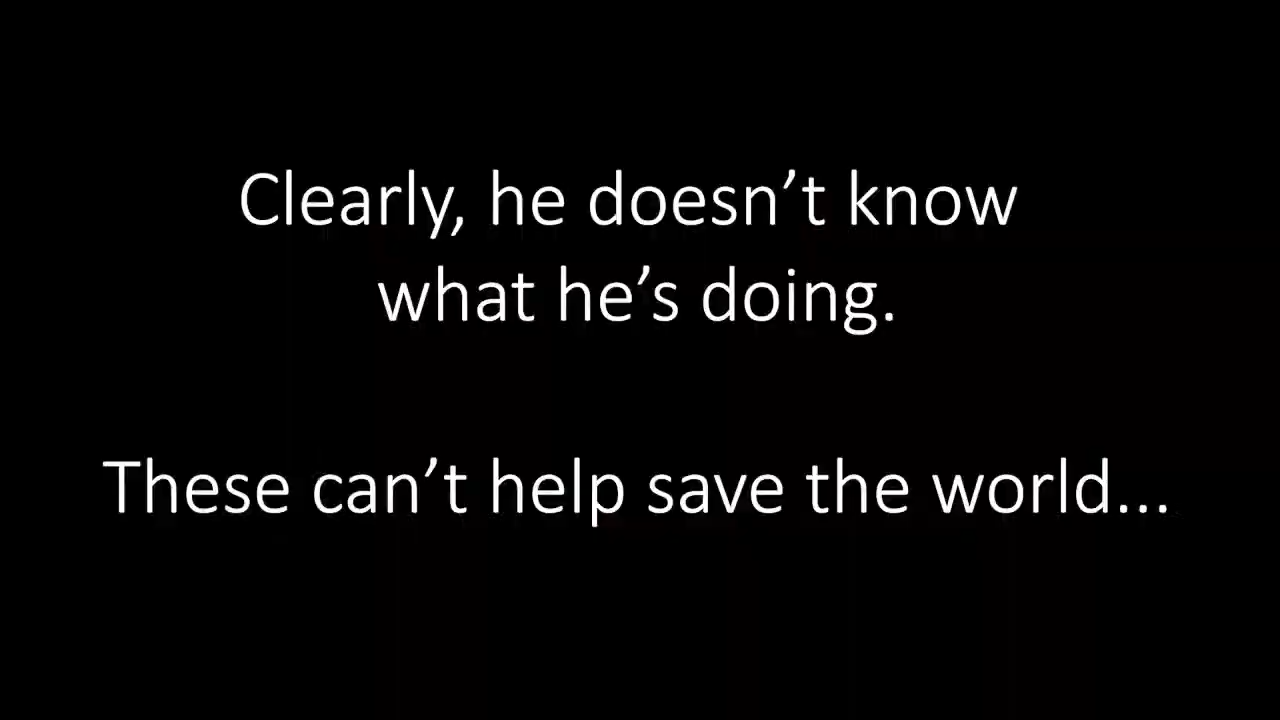 Clearly, he doesn’t know
what he’s doing.
These can’t help save the world...